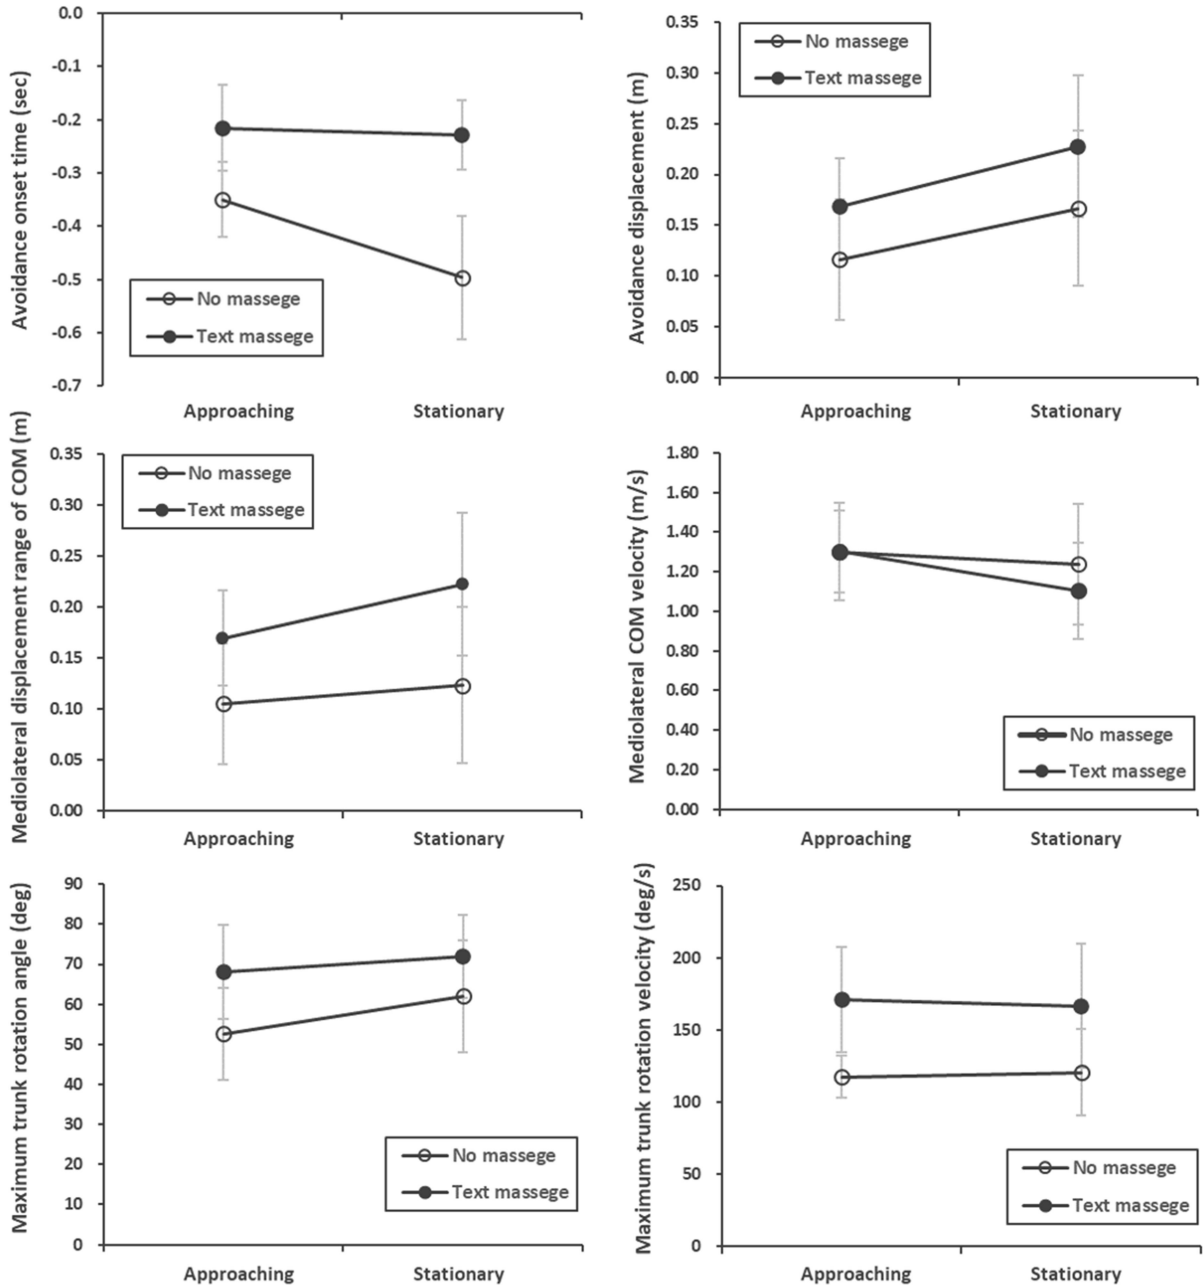 Avoidance onset time (sec)
0.0
-0.1
-0.2
-0.3
-0.4
-0.5
-0.6
-0.7
No massege
Text massege
Approaching
Stationary
Avoidance displacement (m)
0.35
0.30
0.25
0.20
0.15
0.10
0.05
0.00
No massege
Text massege
Approaching
Stationary
Mediolateral displacement range of COM (m)
0.35
0.30
0.25
0.20
0.15
0.10
0.05
0.00
No massege
Text massege
Approaching
Stationary
Mediolateral COM velocity (m/s)
1.80
1.60
1.40
1.20
1.00
0.80
0.60
0.40
0.20
0.00
No massege
Text massege
Approaching
Stationary
Maximum trunk rotation angle (deg)
90
80
70
60
50
40
30
20
10
0
No massege
Text massege
Approaching
Stationary
Maximum trunk rotation velocity (deg/s)
250
200
150
100
50
0
No massege
Text massege
Approaching
Stationary